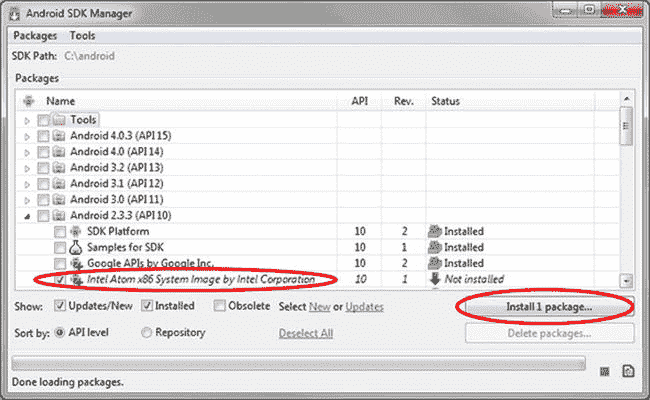 Android SDK Manager
Packages Tools
SDK Path: C:\android
Packages
Name API Rev. Status
Tools
Android 4.0.3 (API 15)
Android 4.0 (API 14)
Android 3.2 (API 13)
Android 3.1 (API 12)
Android 3.0 (API 11)
Android 2.3.3 (API 10)
SDK Platform 10 2 Installed
Samples for SDK 10 1 Installed
Google APIs by Google Inc. 10 2 Installed
Intel Atom x86 System Image by Intel Corporation 10 1 Not installed
Show: Updates/New Installed Obsolete Select New or Updates Install 1 package...
Sort by: API level Repository Deselect All Delete packages...
Done loading packages.